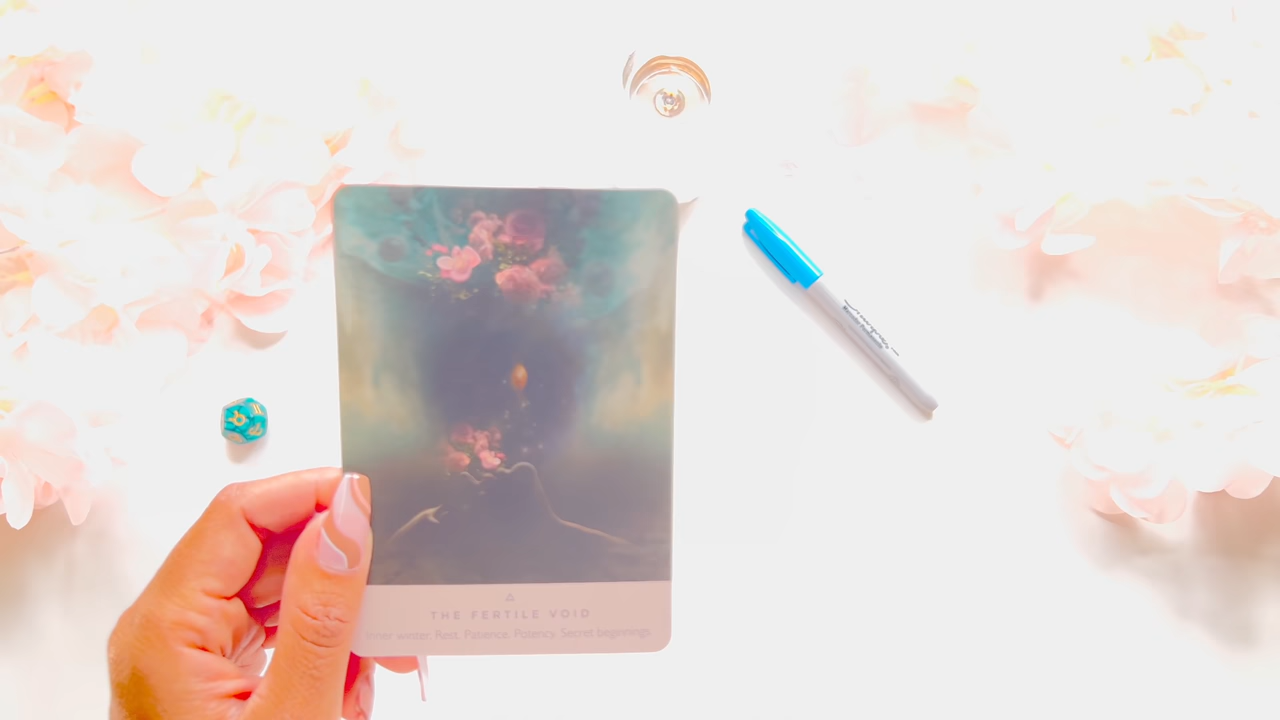 THE FERTILE VOID
Inner winter. Rest. Patience. Potency. Secret beginnings